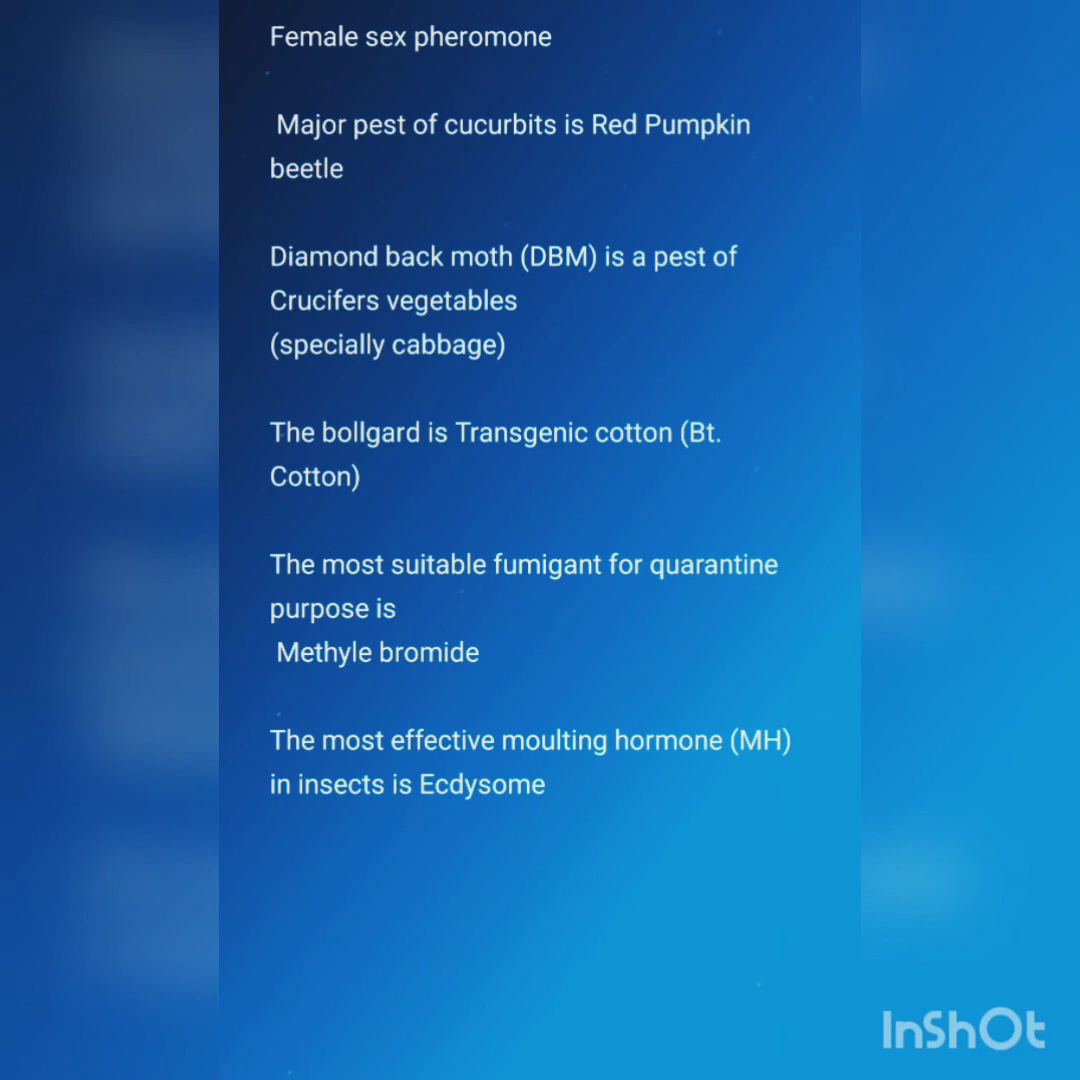 Female sex pheromone
Major pest of cucurbits is Red Pumpkin
beetle
Diamond back moth (DBM) is a pest of
Crucifers vegetables
(specially cabbage)
The bollgard is Transgenic cotton (Bt.
Cotton)
The most suitable fumigant for quarantine
purpose is
Methyle bromide
The most effective moulting hormone (MH)
in insects is Ecdysome
InShOt